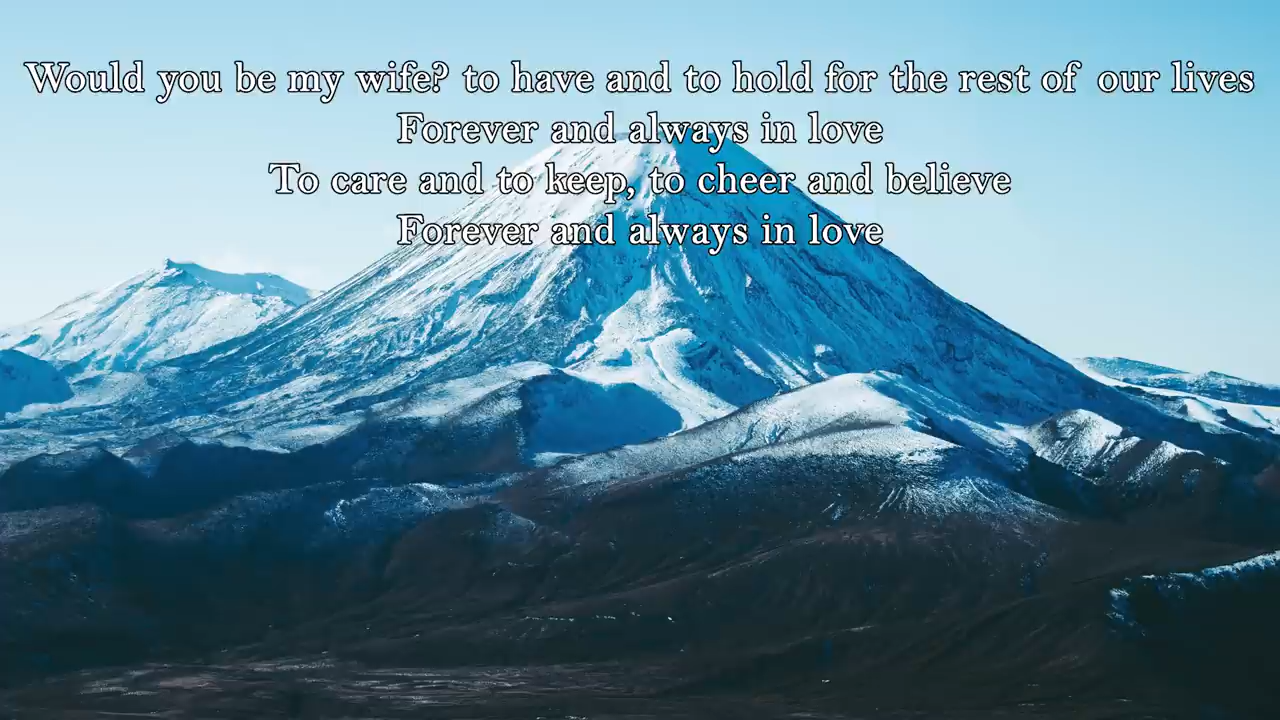 Would you be my wife? to have and to hold for the rest of our lives
Forever and always in love
To care and to keep, to cheer and believe
Forever and always in love